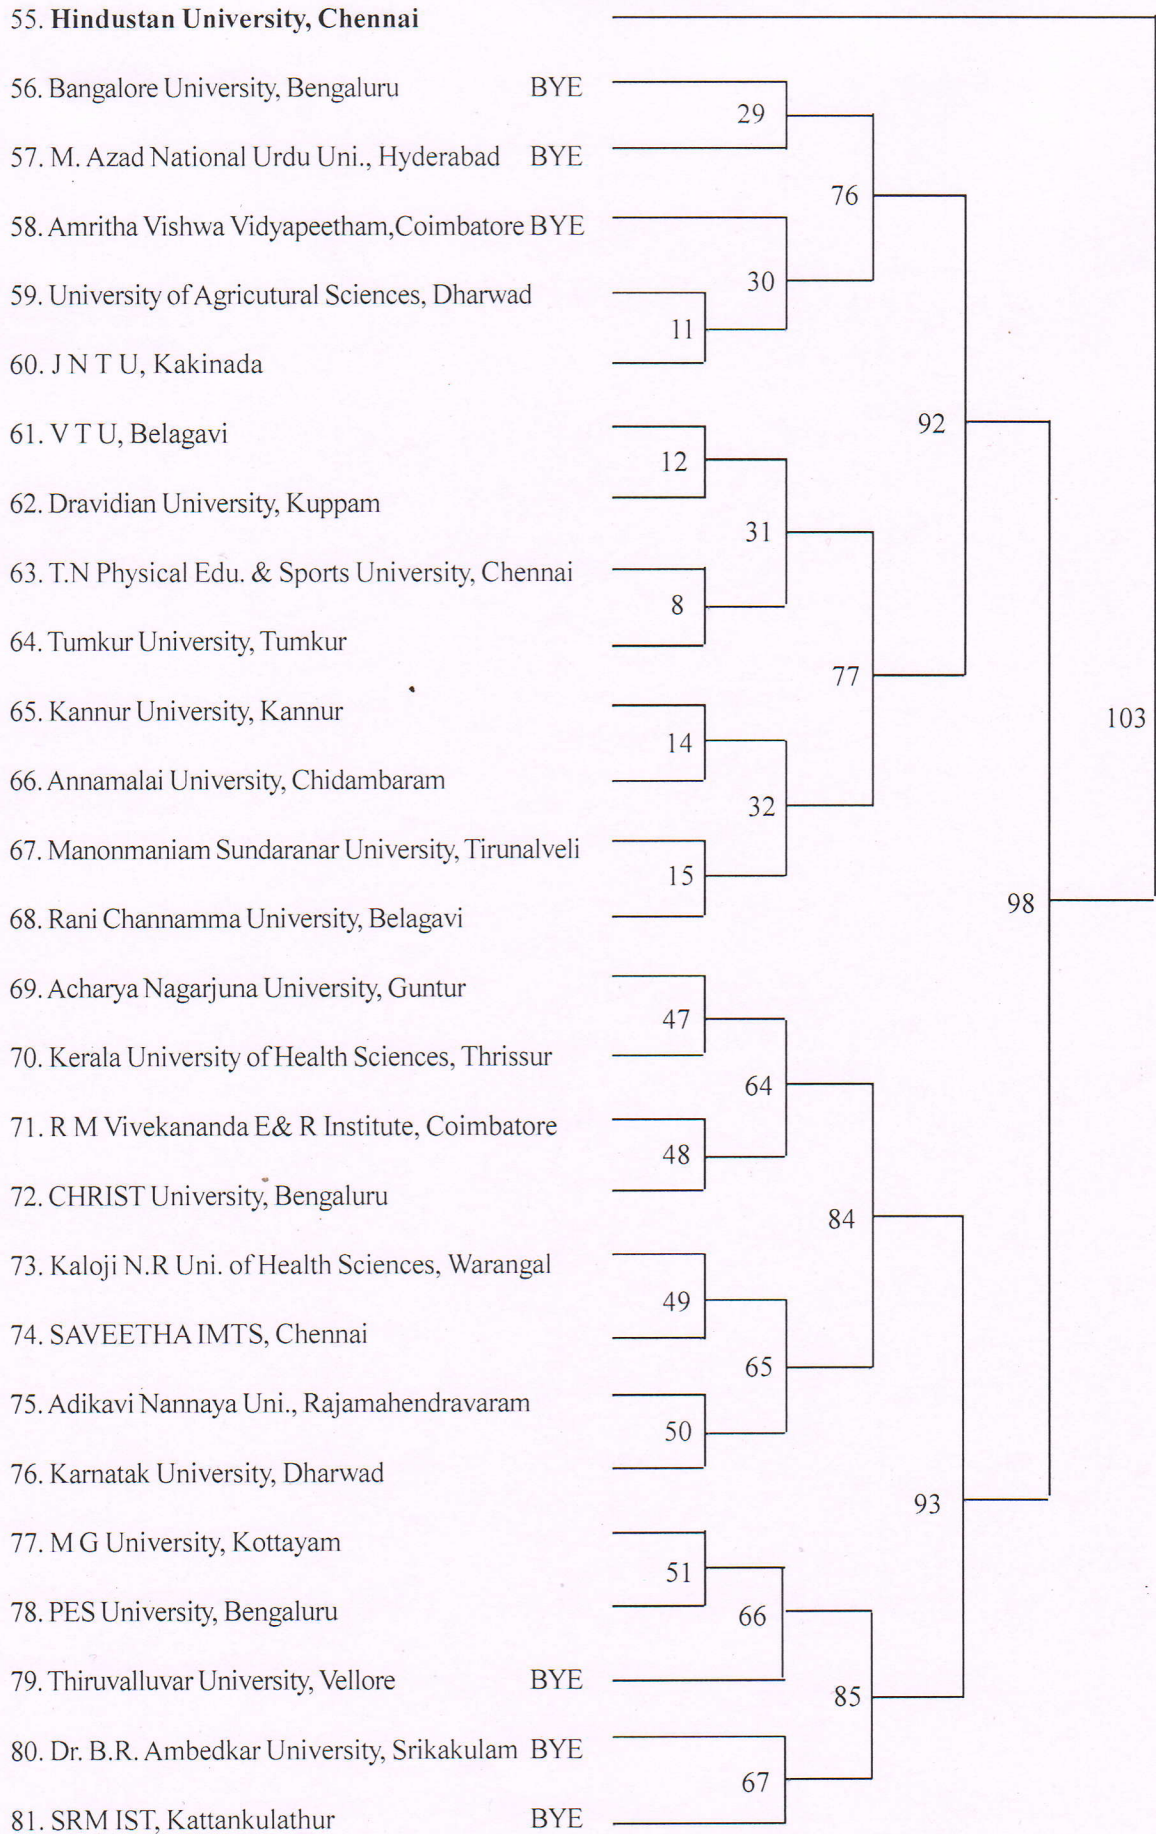 55. Hindustan University, Chennai
56. Bangalore University, Bengaluru BYE
29
57. M. Azad National Urdu Uni., Hyderabad BYE
76
58. Amritha Vishwa Vidyapeetham,Coimbatore BYE
30
59. University of Agricutural Sciences, Dharwad
11
60. J N T U, Kakinada
92
61. V T U, Belagavi
12
62. Dravidian University, Kuppam
31
63. T.N Physical Edu. & Sports University, Chennai
8
64. Tumkur University, Tumkur
77
65. Kannur University, Kannur
103
14
66. Annamalai University, Chidambaram
32
67. Manonmaniam Sundaranar University, Tirunalveli
15
98
68. Rani Channamma University, Belagavi
69. Acharya Nagarjuna University, Guntur
47
70. Kerala University of Health Sciences, Thrissur
64
71. R M Vivekananda E& R Institute, Coimbatore
48
72. CHRIST University, Bengaluru
84
73. Kaloji N.R Uni. of Health Sciences, Warangal
49
74. SAVEETHA IMTS, Chennai
65
75. Adikavi Nannaya Uni., Rajamahendravaram
50
76. Karnatak University, Dharwad
93
77. M G University, Kottayam
51
78. PES University, Bengaluru
66
79. Thiruvalluvar University, Vellore BYE
85
80. Dr. B.R. Ambedkar University, Srikakulam BYE
67
81. SRM IST, Kattankulathur BYE